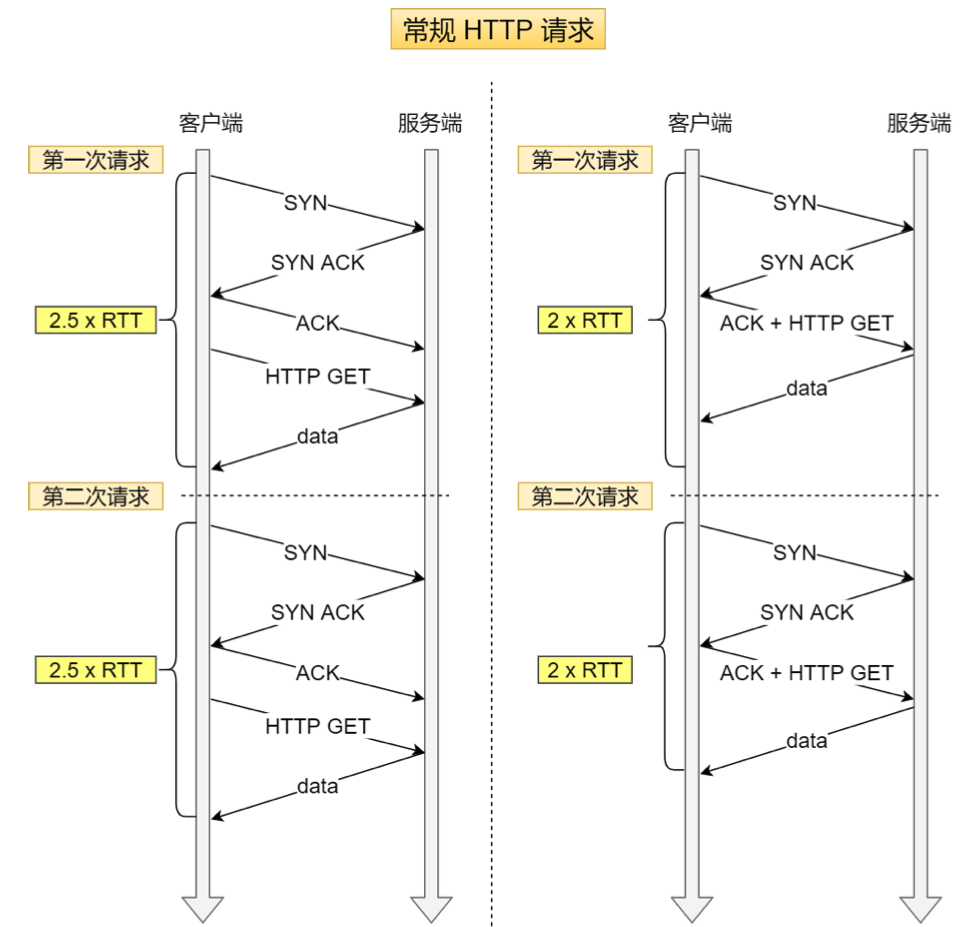 常规 HTTP 请求
客户端
服务端
第一次请求
SYN
SYN ACK
2.5 x RTT
ACK
HTTP GET
data
第二次请求
SYN
SYN ACK
2.5 x RTT
ACK
HTTP GET
data
客户端
服务端
第一次请求
SYN
SYN ACK
2 x RTT
ACK + HTTP GET
data
第二次请求
SYN
SYN ACK
2 x RTT
ACK + HTTP GET
data